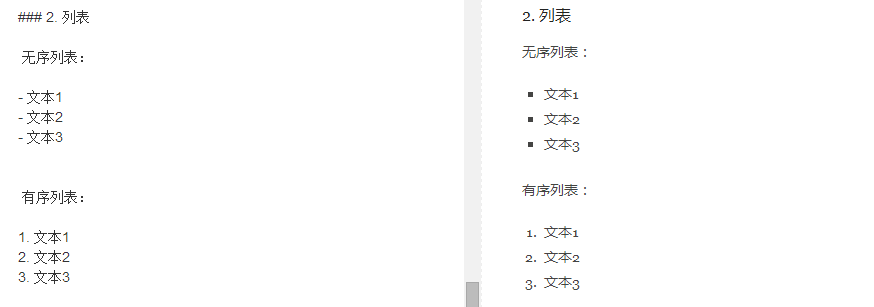 ### 2. 列表
无序列表：
- 文本1
- 文本2
- 文本3
有序列表：
1. 文本1
2. 文本2
3. 文本3
2. 列表
无序列表：
▪ 文本1
▪ 文本2
▪ 文本3
有序列表：
1. 文本1
2. 文本2
3. 文本3